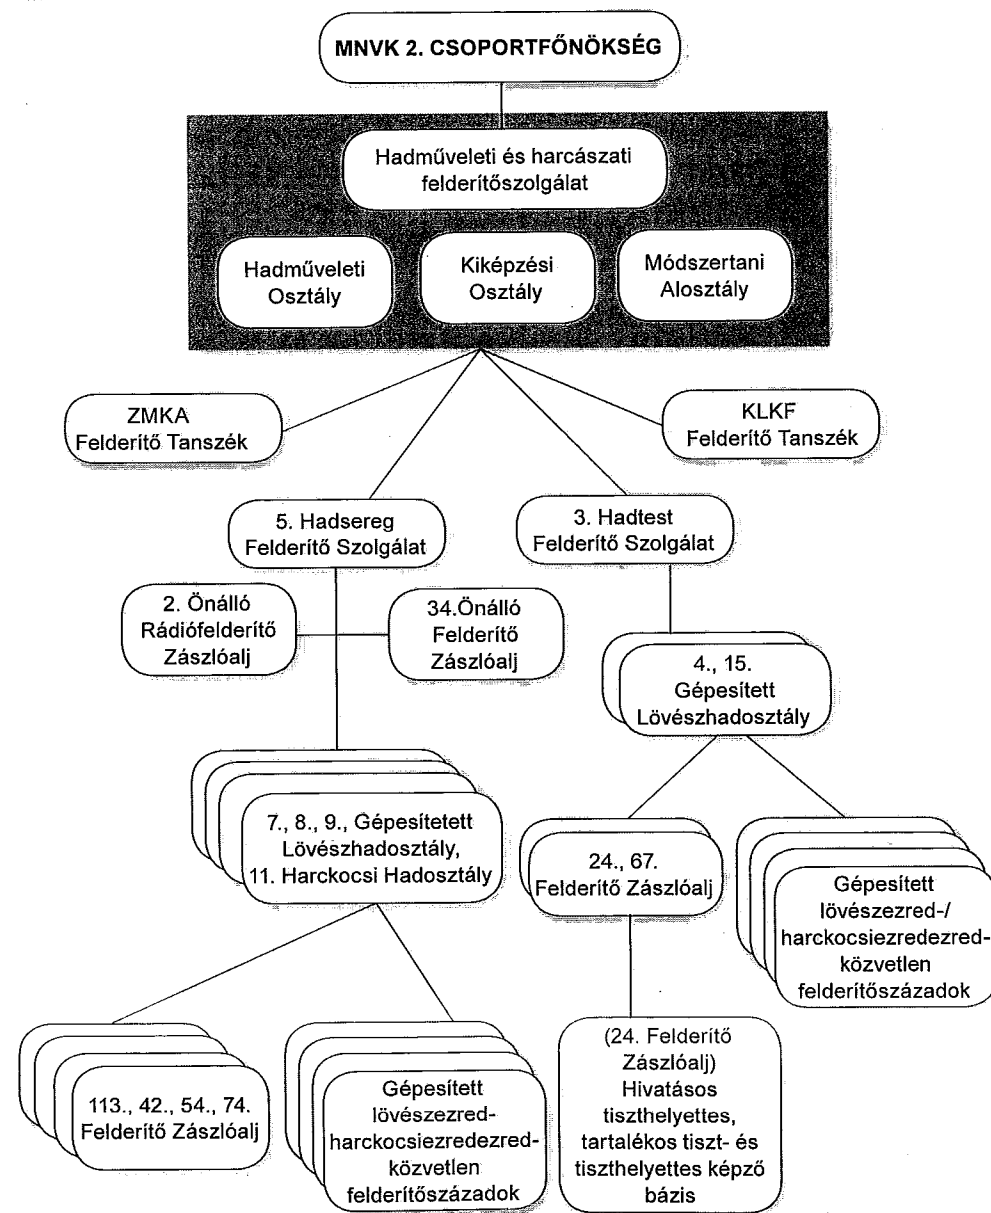 MNVK 2. CSOPORTFŐNÖKSÉG
Hadműveleti és harcászati
felderítőszolgálat
Hadműveleti
Osztály
Kiképzési
Osztály
Módszertani
Alosztály
ZMKA
Felderítő Tanszék
KLKF
Felderítő Tanszék
5. Hadsereg
Felderítő Szolgálat
3. Hadtest
Felderítő Szolgálat
2. Önálló
Rádiófelderítő
Zászlóalj
34.Önálló
Felderítő
Zászlóalj
4., 15.
Gépesített
Lövészhadosztály
7., 8., 9., Gépesítetett
Lövészhadosztály,
11. Harckocsi Hadosztály
24., 67.
Felderítő Zászlóalj
Gépesített
lövészezred-/
harckocsiezredezred-
közvetlen
felderítőszázadok
113., 42., 54., 74.
Felderítő Zászlóalj
Gépesített
lövészezred-
harckocsiezredezred-
közvetlen
felderítőszázadok
(24. Felderítő
Zászlóalj)
Hivatásos
tiszthelyettes,
tartalékos tiszt- és
tiszthelyettes képző
bázis